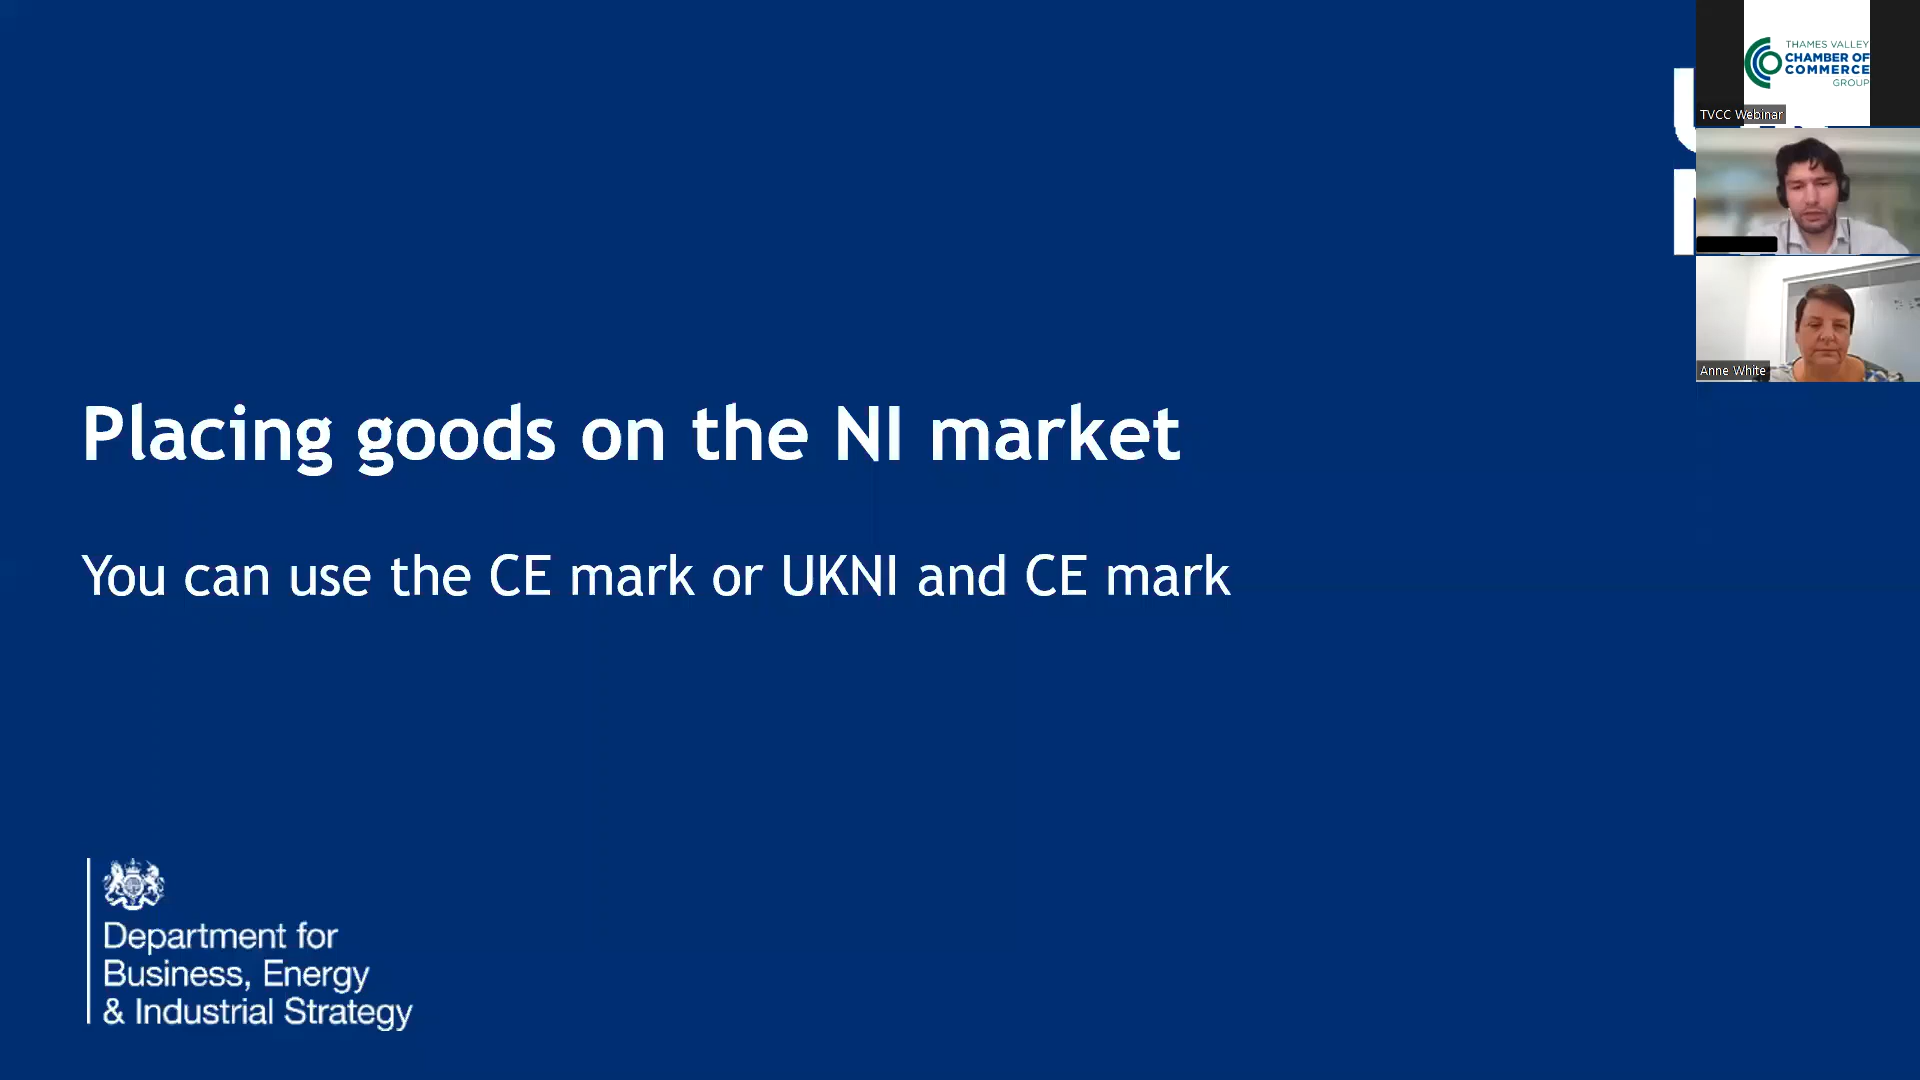 THAMES VALLEY
CHAMBER OF
COMMERCE
GROUP
TVCC Webinar
Anne White
Placing goods on the NI market
You can use the CE mark or UKNI and CE mark
Department for
Business, Energy
& Industrial Strategy